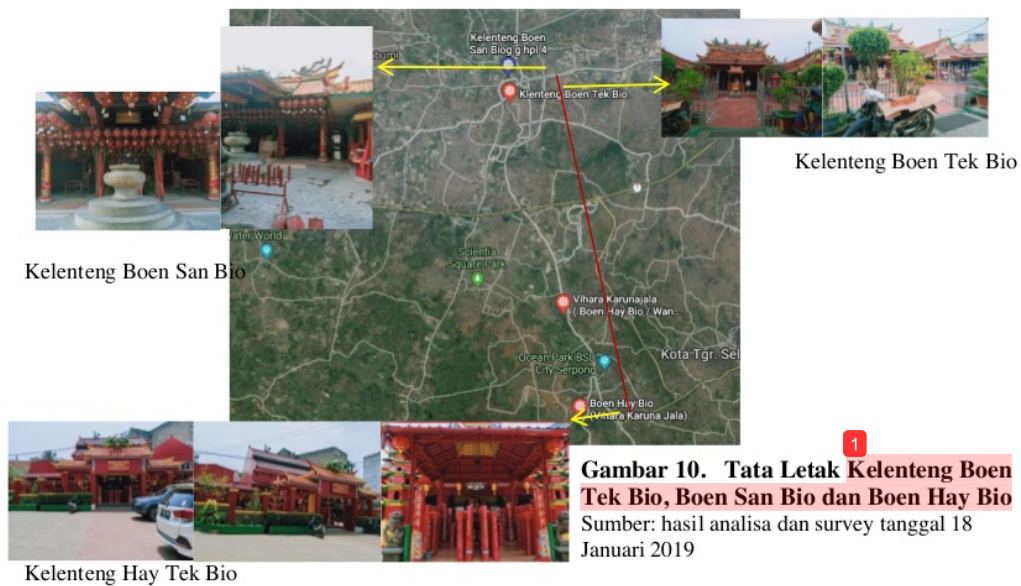 Kelenteng Boen
San Biog g hpl 4
Klenteng Boen Tek Bio
Kelenteng Boen Tek Bio
Water World
Kelenteng Boen San Bio
Scientia
Square Park
Vihara Karunajala
( Boen Hay Bio / Wan...
Ocean Park BSD
City Serpong
Kota Tgr. Sel
Boen Hay Bio
(Vihara Karuna Jala)
1
Gambar 10. Tata Letak Kelenteng Boen
Tek Bio, Boen San Bio dan Boen Hay Bio
Sumber: hasil analisa dan survey tanggal 18
Januari 2019
Kelenteng Hay Tek Bio